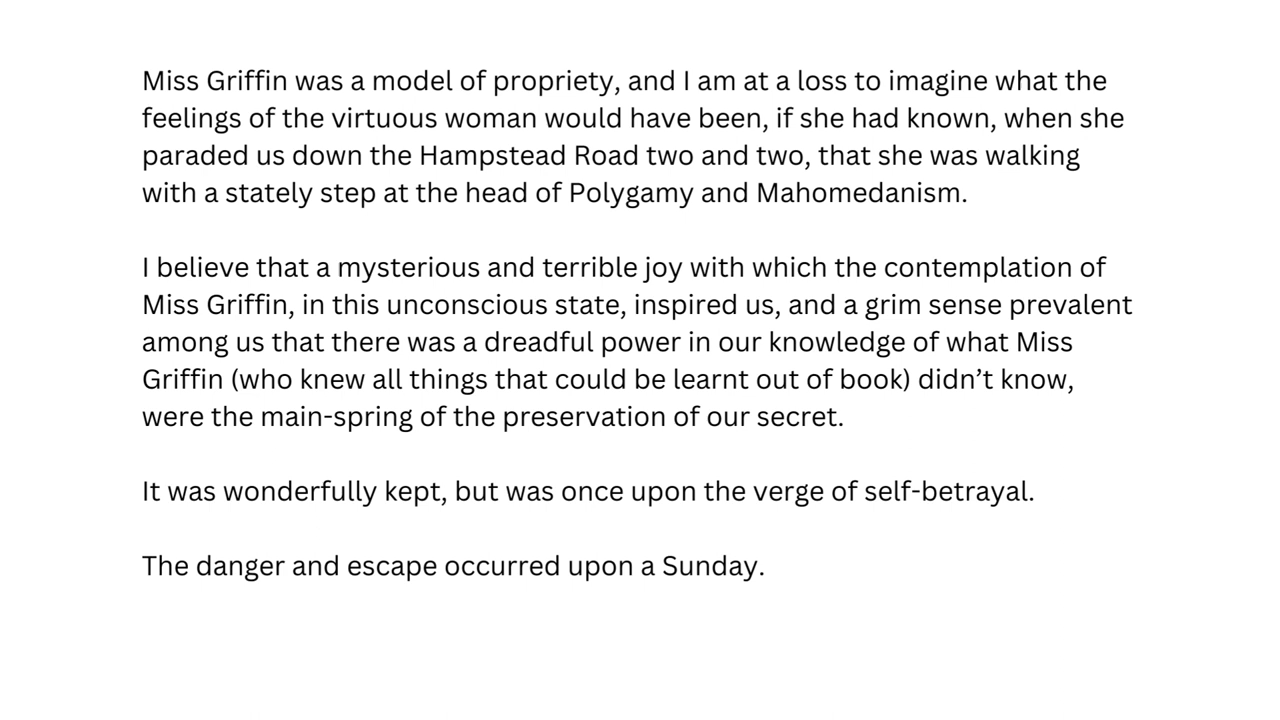 Miss Griffin was a model of propriety, and I am at a loss to imagine what the
feelings of the virtuous woman would have been, if she had known, when she
paraded us down the Hampstead Road two and two, that she was walking
with a stately step at the head of Polygamy and Mahomedanism.
I believe that a mysterious and terrible joy with which the contemplation of
Miss Griffin, in this unconscious state, inspired us, and a grim sense prevalent
among us that there was a dreadful power in our knowledge of what Miss
Griffin (who knew all things that could be learnt out of book) didn’t know,
were the main-spring of the preservation of our secret.
It was wonderfully kept, but was once upon the verge of self-betrayal.
The danger and escape occurred upon a Sunday.